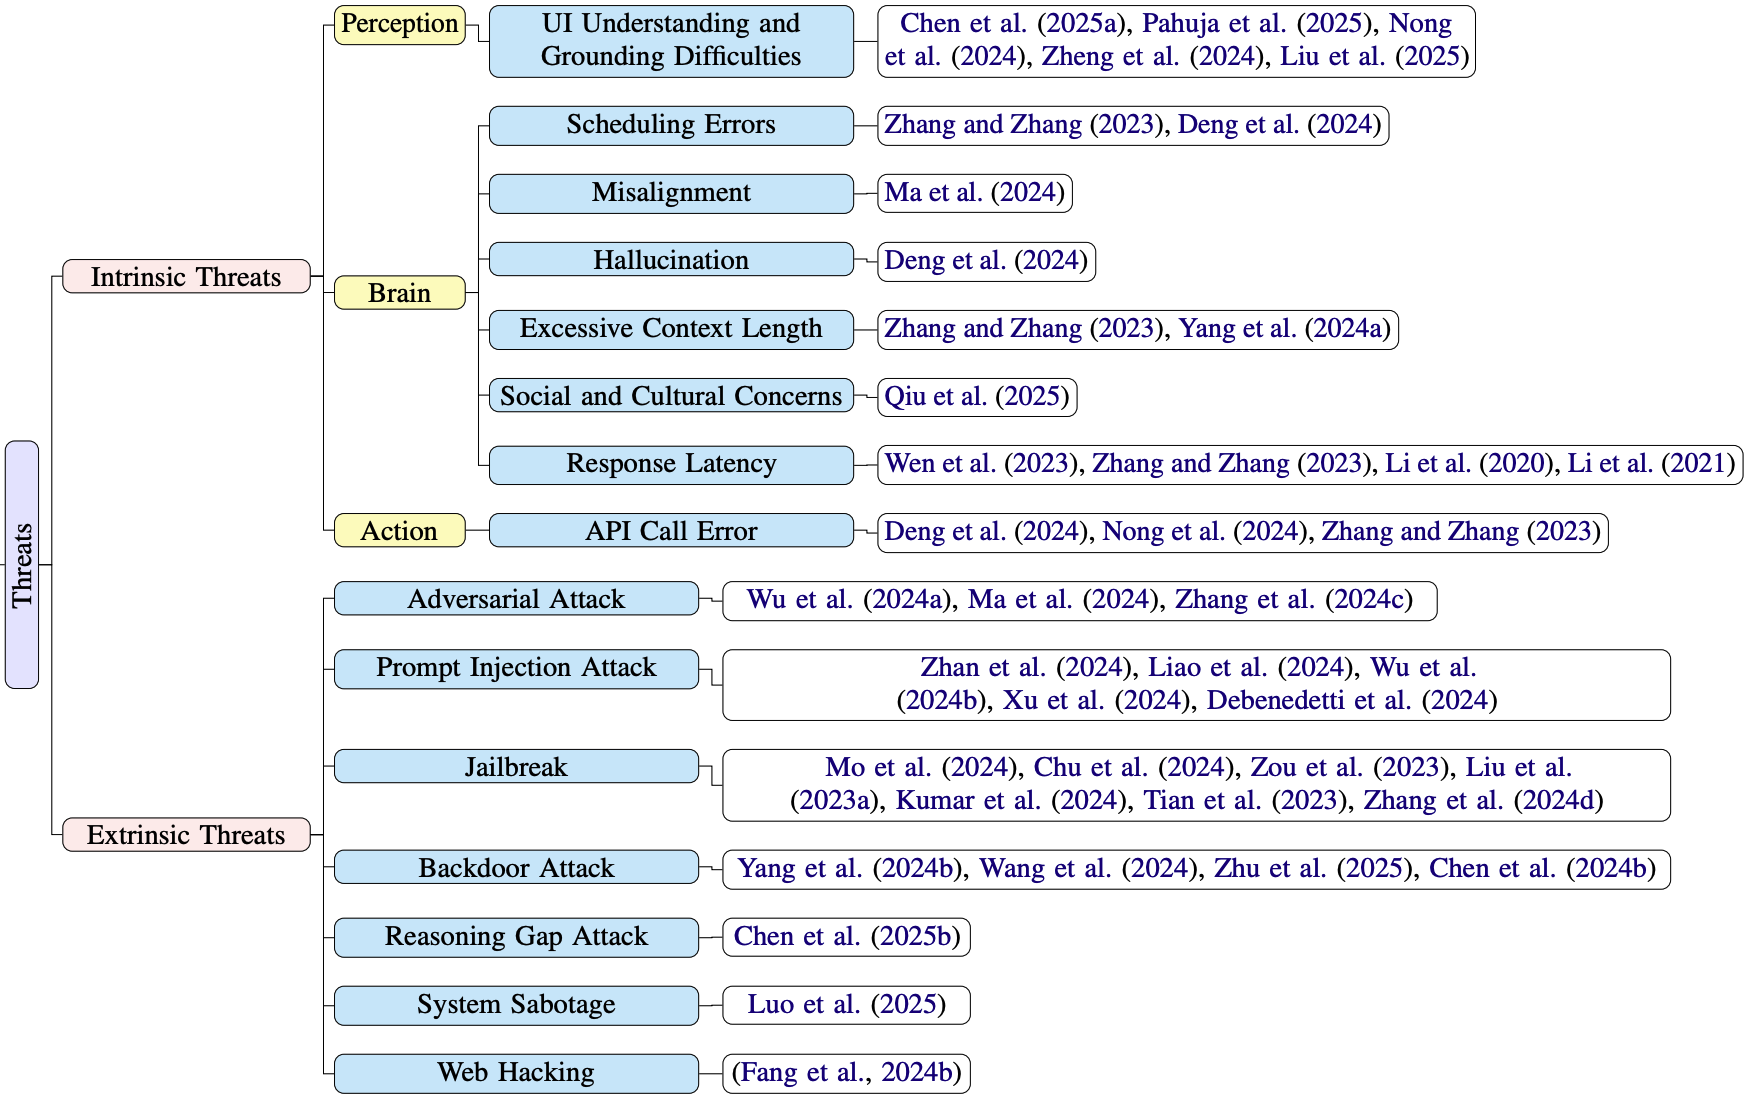 Threats
Intrinsic Threats
Perception
UI Understanding and
Grounding Difficulties
Chen et al. (2025a), Pahuja et al. (2025), Nong
et al. (2024), Zheng et al. (2024), Liu et al. (2025)
Brain
Scheduling Errors
Zhang and Zhang (2023), Deng et al. (2024)
Misalignment
Ma et al. (2024)
Hallucination
Deng et al. (2024)
Excessive Context Length
Zhang and Zhang (2023), Yang et al. (2024a)
Social and Cultural Concerns
Qiu et al. (2025)
Response Latency
Wen et al. (2023), Zhang and Zhang (2023), Li et al. (2020), Li et al. (2021)
Action
API Call Error
Deng et al. (2024), Nong et al. (2024), Zhang and Zhang (2023)
Extrinsic Threats
Adversarial Attack
Wu et al. (2024a), Ma et al. (2024), Zhang et al. (2024c)
Prompt Injection Attack
Zhan et al. (2024), Liao et al. (2024), Wu et al.
(2024b), Xu et al. (2024), Debenedetti et al. (2024)
Jailbreak
Mo et al. (2024), Chu et al. (2024), Zou et al. (2023), Liu et al.
(2023a), Kumar et al. (2024), Tian et al. (2023), Zhang et al. (2024d)
Backdoor Attack
Yang et al. (2024b), Wang et al. (2024), Zhu et al. (2025), Chen et al. (2024b)
Reasoning Gap Attack
Chen et al. (2025b)
System Sabotage
Luo et al. (2025)
Web Hacking
(Fang et al., 2024b)